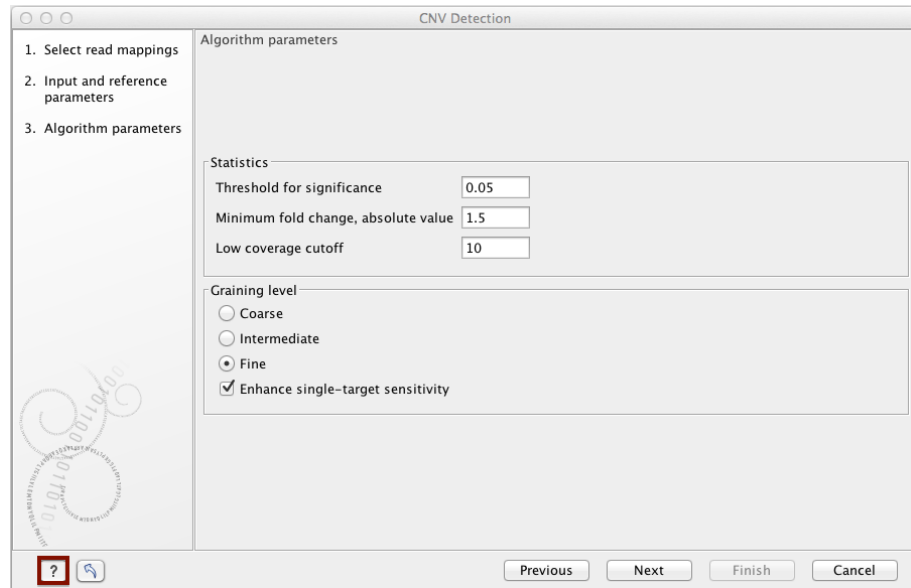 CNV Detection
1. Select read mappings
2. Input and reference
parameters
3. Algorithm parameters
Algorithm parameters
Statistics
Threshold for significance 0.05
Minimum fold change, absolute value 1.5
Low coverage cutoff 10
Graining level
Coarse
Intermediate
Fine
Enhance single-target sensitivity
? Previous Next Finish Cancel